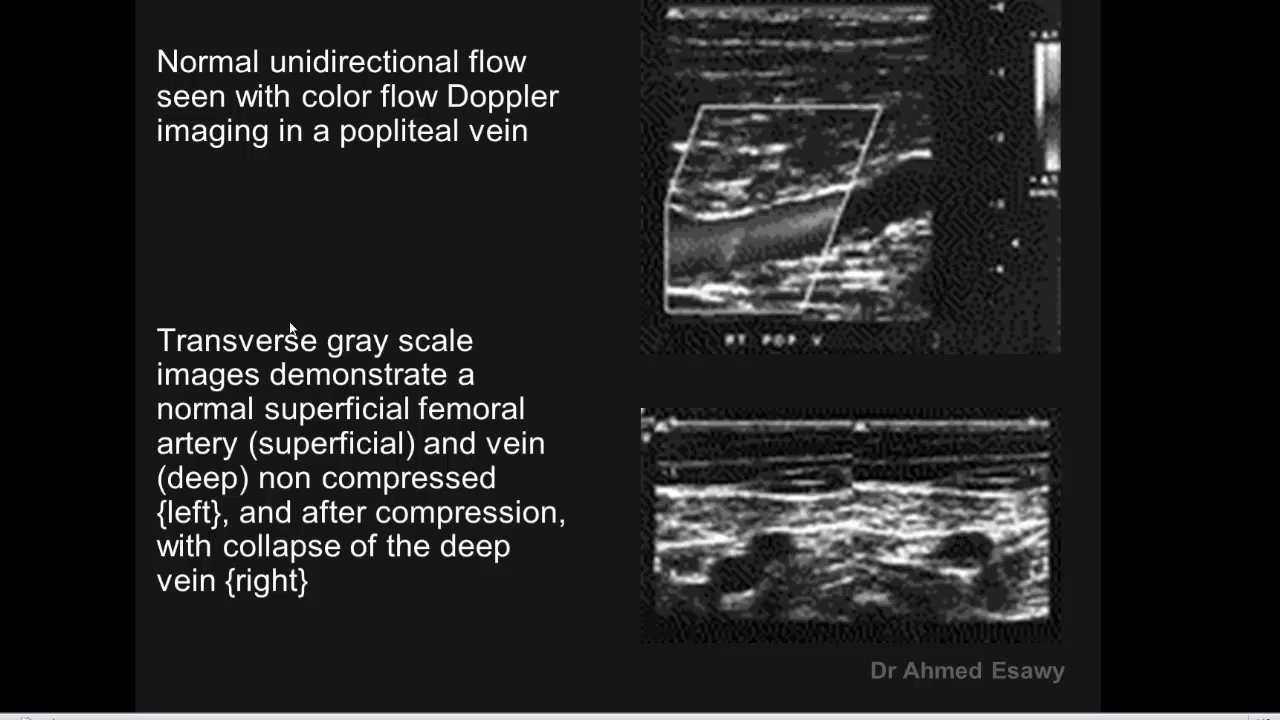 Normal unidirectional flow
seen with color flow Doppler
imaging in a popliteal vein
RT POP V
Transverse gray scale
images demonstrate a
normal superficial femoral
artery (superficial) and vein
(deep) non compressed
{left}, and after compression,
with collapse of the deep
vein {right}
Dr Ahmed Esawy